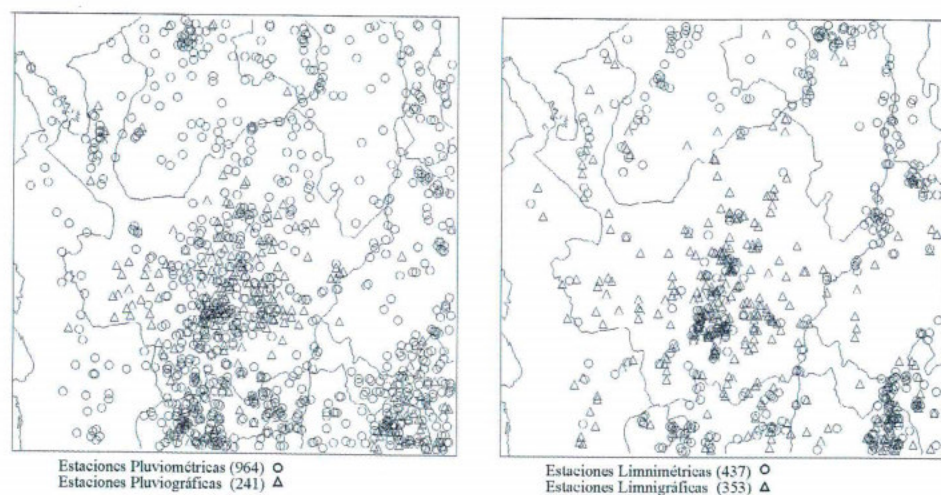 Estaciones Pluviométricas (964) O
Estaciones Pluviográficas (241) Δ
Estaciones Limnimétricas (437) O
Estaciones Limnigráficas (353) Δ